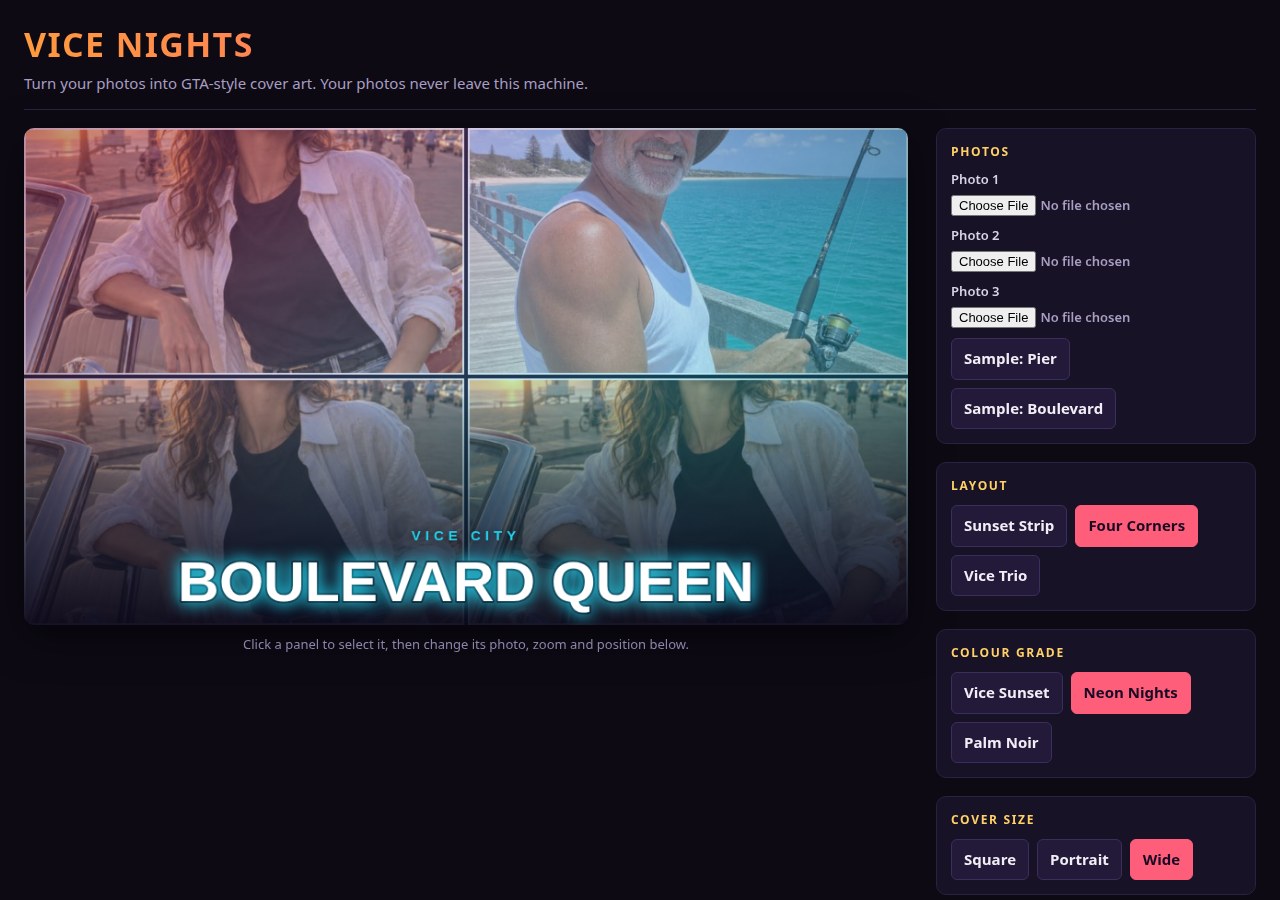 VICE NIGHTS
Turn your photos into GTA-style cover art. Your photos never leave this machine.
VICE CITY
BOULEVARD QUEEN
Click a panel to select it, then change its photo, zoom and position below.
PHOTOS
Photo 1
Choose File No file chosen
Photo 2
Choose File No file chosen
Photo 3
Choose File No file chosen
Sample: Pier
Sample: Boulevard
LAYOUT
Sunset Strip Four Corners
Vice Trio
COLOUR GRADE
Vice Sunset Neon Nights
Palm Noir
COVER SIZE
Square Portrait Wide